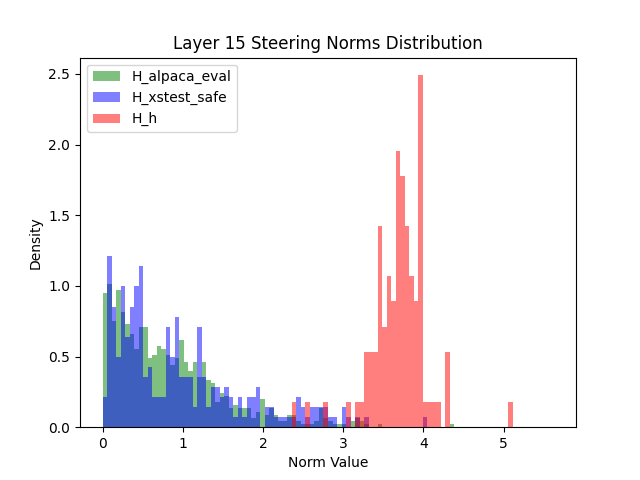 Layer 15 Steering Norms Distribution
H_alpaca_eval
H_xstest_safe
H_h
2.5
2.0
1.5
1.0
0.5
0.0
Density
0 1 2 3 4 5
Norm Value